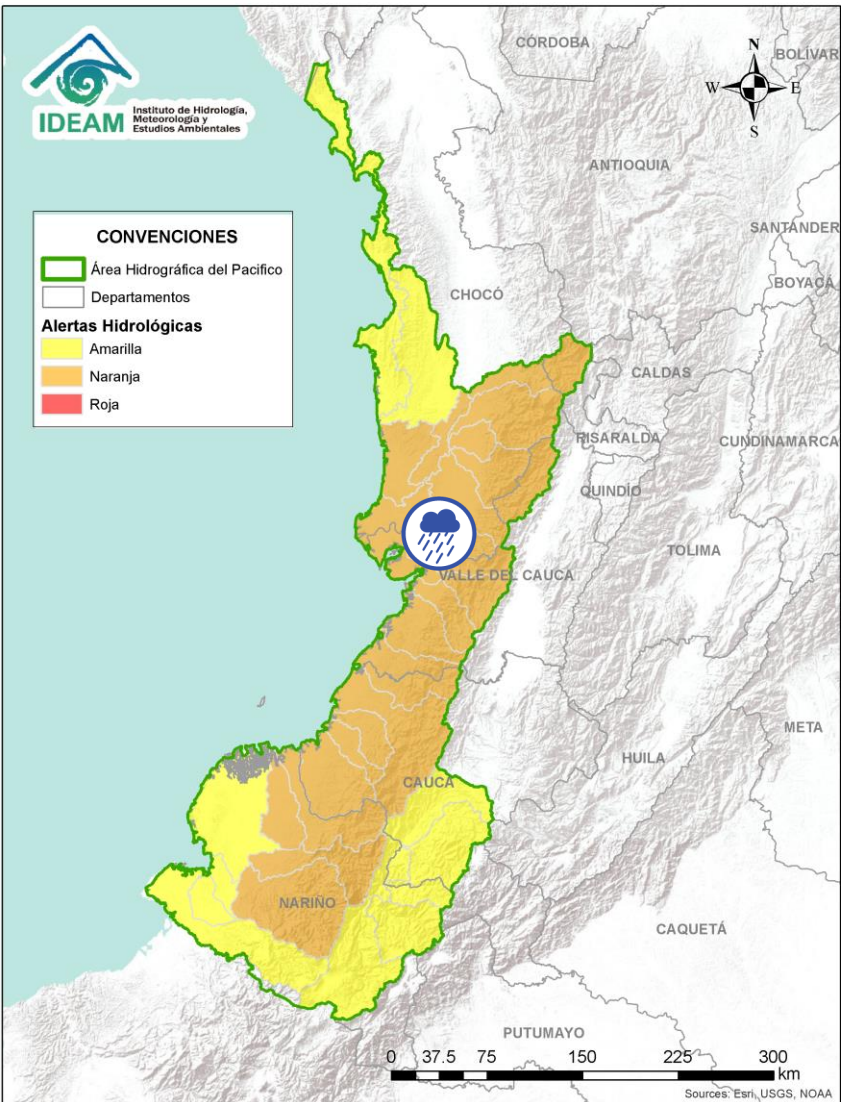 IDEAM
Instituto de Hidrología,
Meteorología y
Estudios Ambientales
CONVENCIONES
Área Hidrográfica del Pacifico
Departamentos
Alertas Hidrológicas
Amarilla
Naranja
Roja
N
W
E
S
CÓRDOBA
BOLIVAR
ANTIOQUIA
SANTANDER
BOYACÁ
CHOCÓ
CALDAS
RISARALDA
CUNDINAMARCA
QUINDÍO
TOLIMA
VALLE DEL CAUCA
META
HUILA
CAUCA
NARIÑO
CAQUETÁ
PUTUMAYO
0 37.5 75 150 225 300
km
Sources: Esri, USGS, NOAA